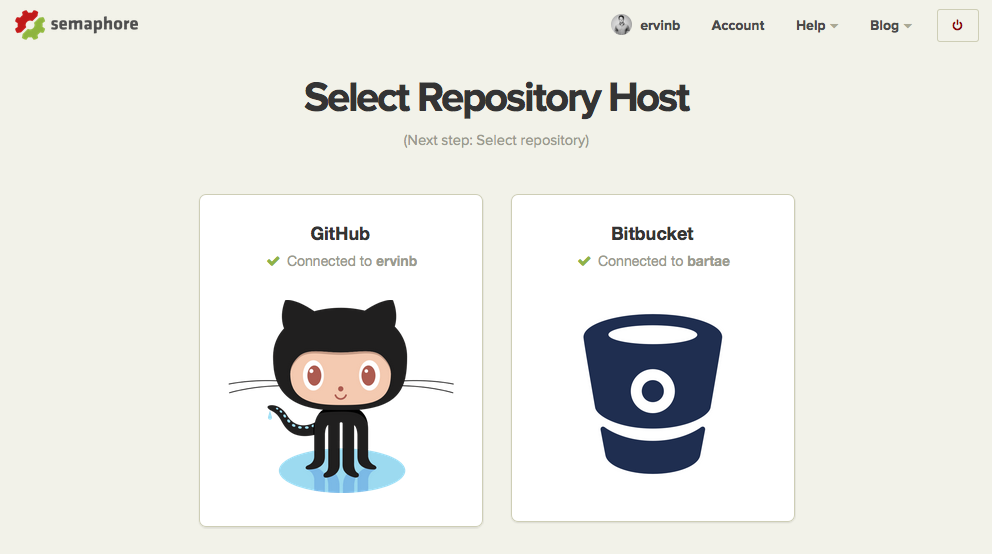 semaphore
ervinb Account Help Blog
Select Repository Host
(Next step: Select repository)
GitHub
Connected to ervinb
Bitbucket
Connected to bartae